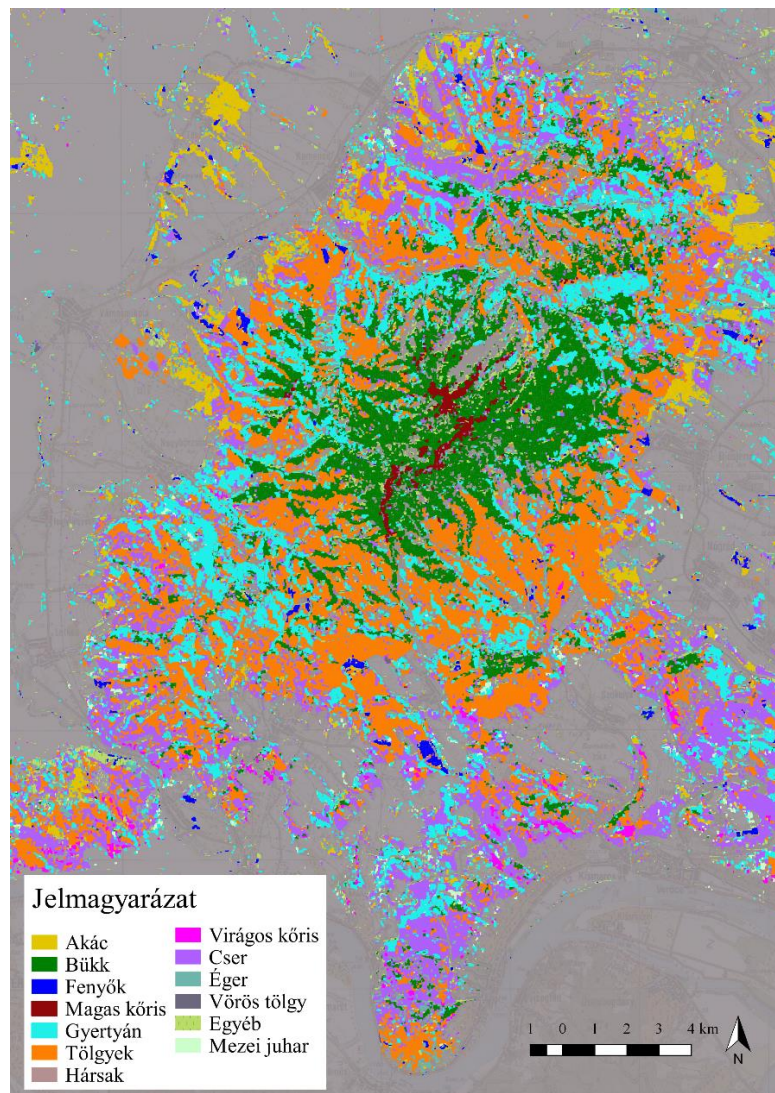 Jelmagyarázat
Akác
Bükk
Fenyők
Magas kőris
Gyertyán
Tölgyek
Hársak
Virágos kőris
Cser
Éger
Vörös tölgy
Egyéb
Mezei juhar
1 0 1 2 3 4 km
N